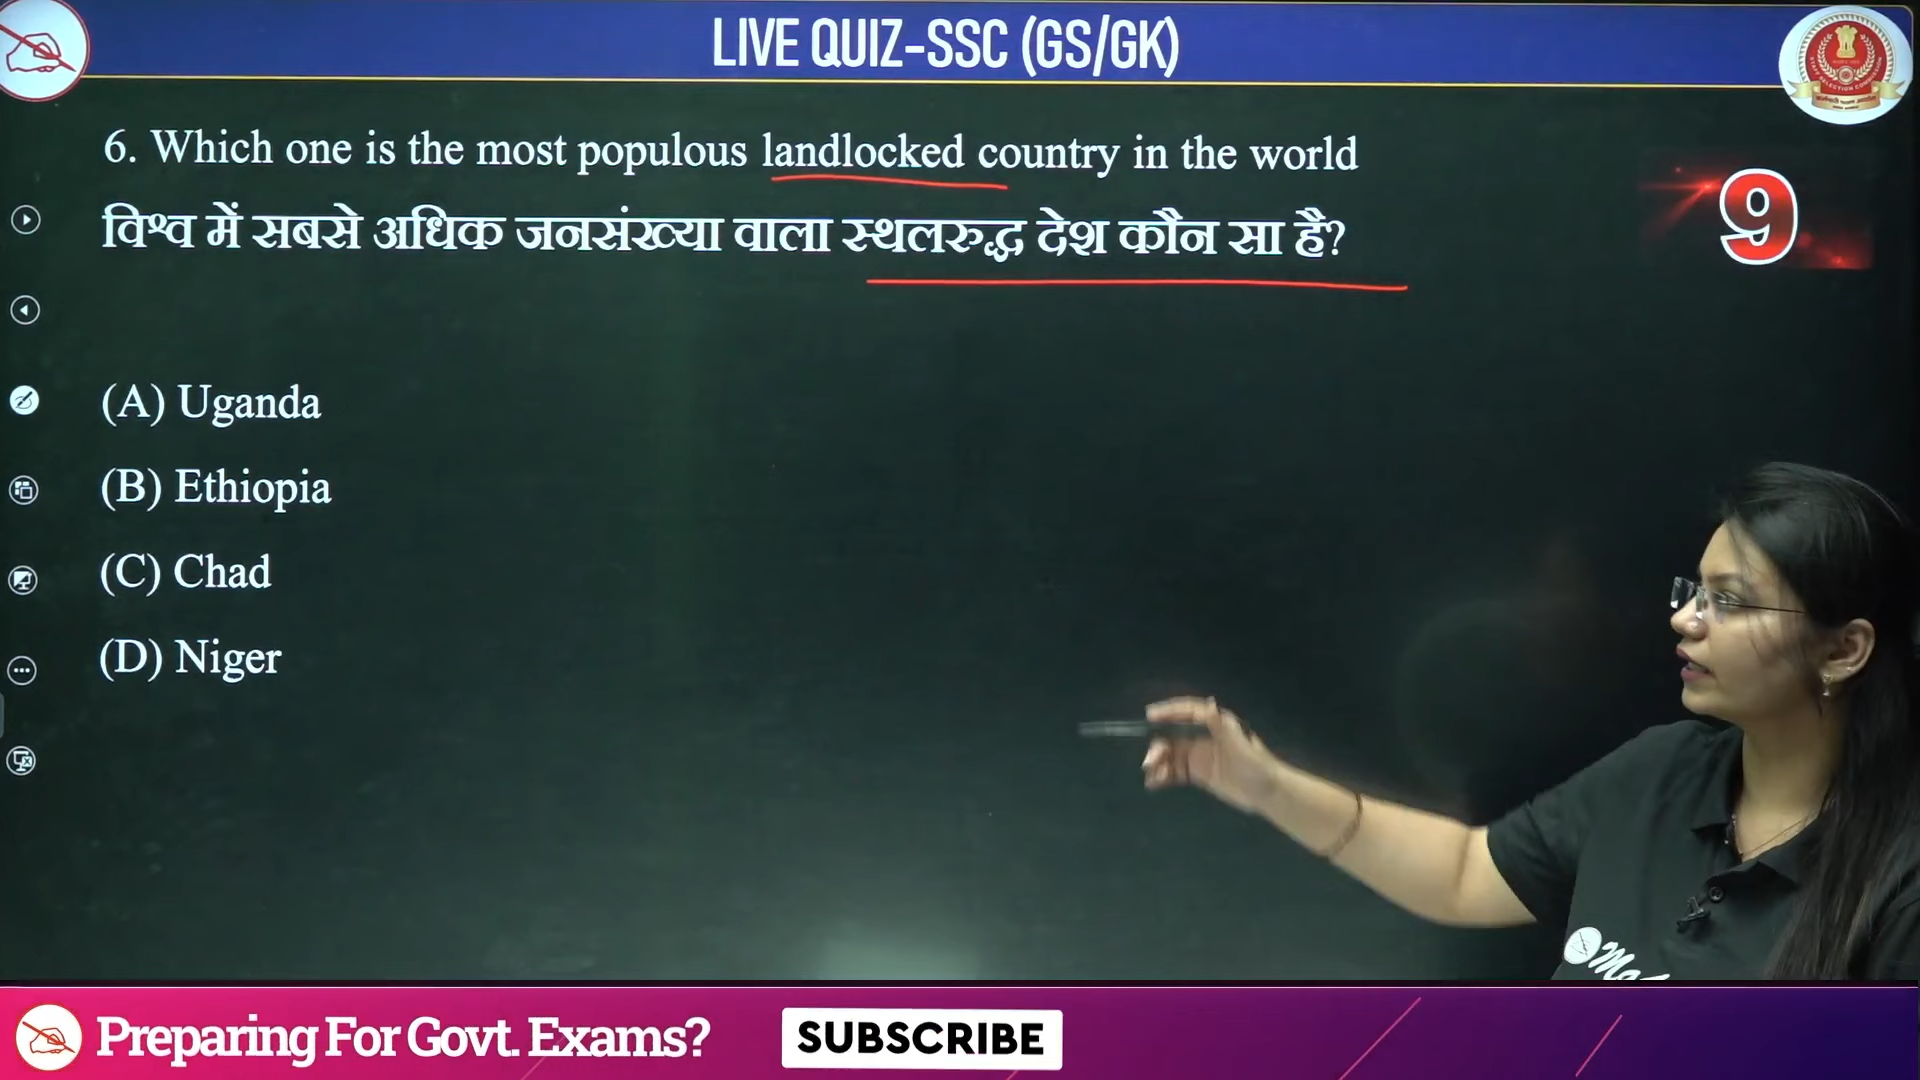 LIVE QUIZ-SSC (GS/GK)
6. Which one is the most populous landlocked country in the world
विश्व में सबसे अधिक जनसंख्या वाला स्थलरुद्ध देश कौन सा है?
9
(A) Uganda
(B) Ethiopia
(C) Chad
(D) Niger
Preparing For Govt. Exams?
SUBSCRIBE